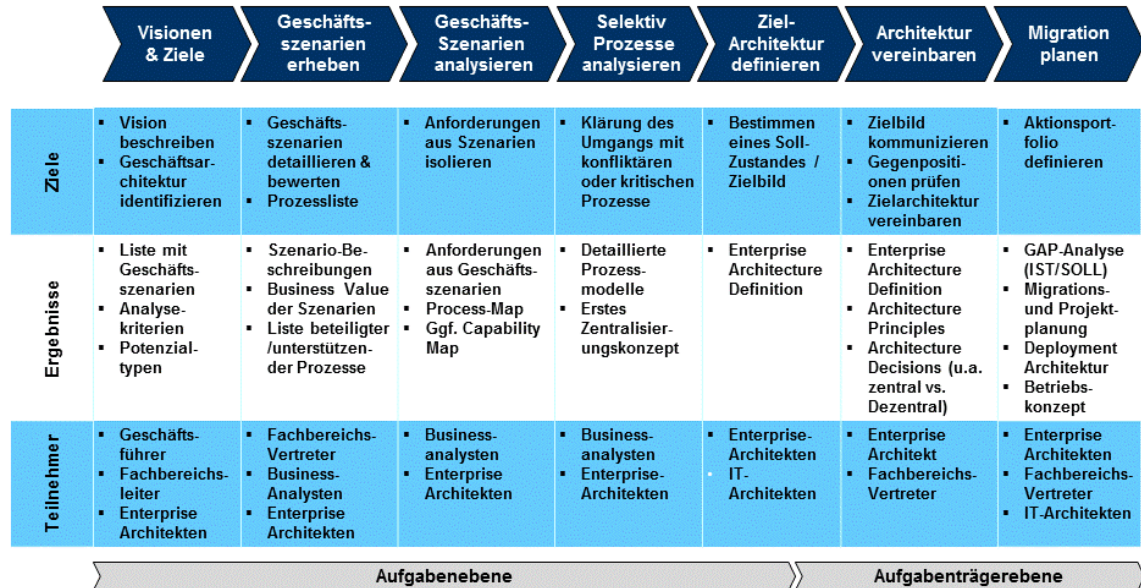 Visionen
& Ziele
Geschäfts-
szenarien
erheben
Geschäfts-
Szenarien
analysieren
Selektiv
Prozesse
analysieren
Ziel-
Architektur
definieren
Architektur
vereinbaren
Migration
planen
Ziele
▪ Vision
beschreiben
▪ Geschäftsar-
chitektur
identifizieren
▪ Geschäfts-
szenarien
detaillieren &
bewerten
▪ Prozessliste
▪ Anforderungen
aus Szenarien
isolieren
▪ Klärung des
Umgangs mit
konfliktären
oder kritischen
Prozesse
▪ Bestimmen
eines Soll-
Zustandes /
Zielbild
▪ Zielbild
kommunizieren
▪ Gegenpositi-
onen prüfen
▪ Zielarchitektur
vereinbaren
▪ Aktionsport-
folio
definieren
Ergebnisse
▪ Liste mit
Geschäfts-
szenarien
▪ Analyse-
kriterien
▪ Potenzial-
typen
▪ Szenario-Be-
schreibungen
▪ Business Value
der Szenarien
▪ Liste beteiligter
/unterstützen-
der Prozesse
▪ Anforderungen
aus Geschäfts-
szenarien
▪ Process-Map
▪ Ggf. Capability
Map
▪ Detaillierte
Prozess-
modelle
▪ Erstes
Zentralisier-
ungskonzept
▪ Enterprise
Architecture
Definition
▪ Enterprise
Architecture
Definition
▪ Architecture
Principles
▪ Architecture
Decisions (u.a.
zentral vs.
Dezentral)
▪ GAP-Analyse
(IST/SOLL)
▪ Migrations-
und Projekt-
planung
▪ Deployment
Architektur
▪ Betriebs-
konzept
Teilnehmer
▪ Geschäfts-
führer
▪ Fachbereichs-
leiter
▪ Enterprise
Architekten
▪ Fachbereichs-
Vertreter
▪ Business-
Analysten
▪ Enterprise
Architekten
▪ Business-
analysten
▪ Enterprise
Architekten
▪ Business-
analysten
▪ Enterprise-
Architekten
▪ Enterprise-
Architekten
▪ IT-
Architekten
▪ Enterprise
Architekt
▪ Fachbereichs-
Vertreter
▪ Enterprise
Architekten
▪ Fachbereichs-
Vertreter
▪ IT-Architekten
Aufgabenebene
Aufgabenträgerebene